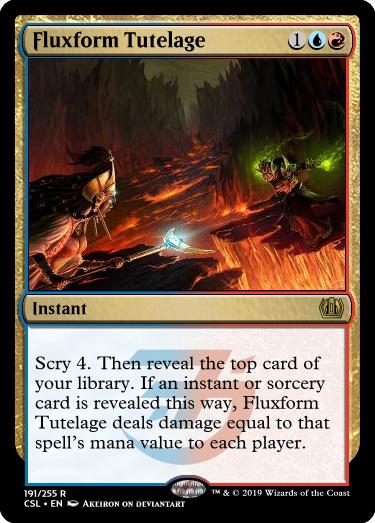 Fluxform Tutelage 1
Instant
Scry 4. Then reveal the top card of
your library. If an instant or sorcery
card is revealed this way, Fluxform
Tutelage deals damage equal to that
spell's mana value to each player.
191/255 R
CSL • EN AKEIRON ON DEVIANTART
™ & © 2019 Wizards of the Coast